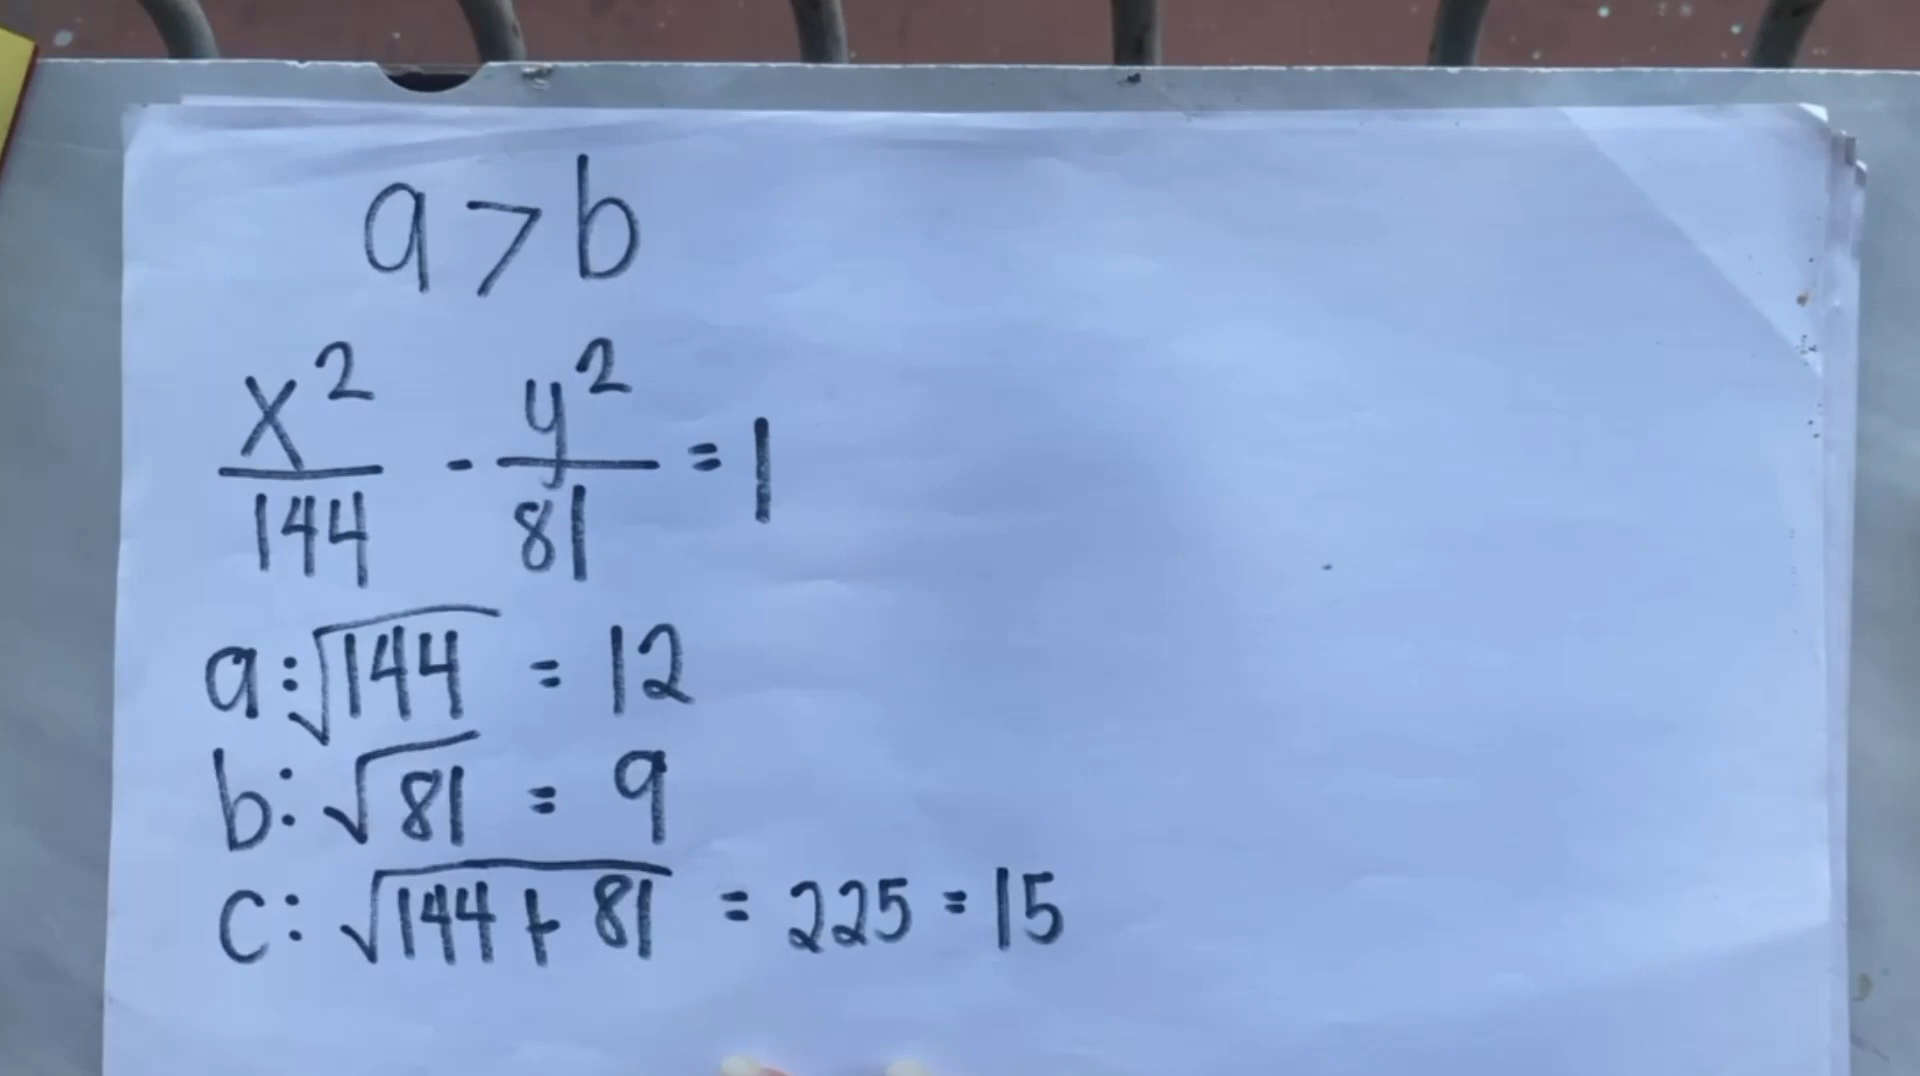 a > b
x²/144 - y²/81 = 1
a: √144 = 12
b: √81 = 9
c: √144 + 81 = 225 = 15